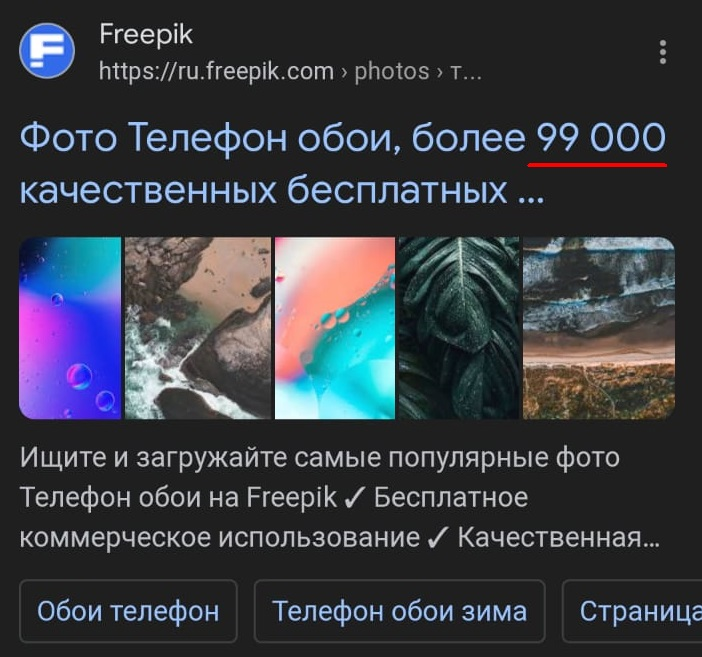 Freepik
https://ru.freepik.com › photos › т...
Фото Телефон обои, более 99 000
качественных бесплатных ...
Ищите и загружайте самые популярные фото
Телефон обои на Freepik ✓ Бесплатное
коммерческое использование ✓ Качественная...
Обои телефон
Телефон обои зима
Страница